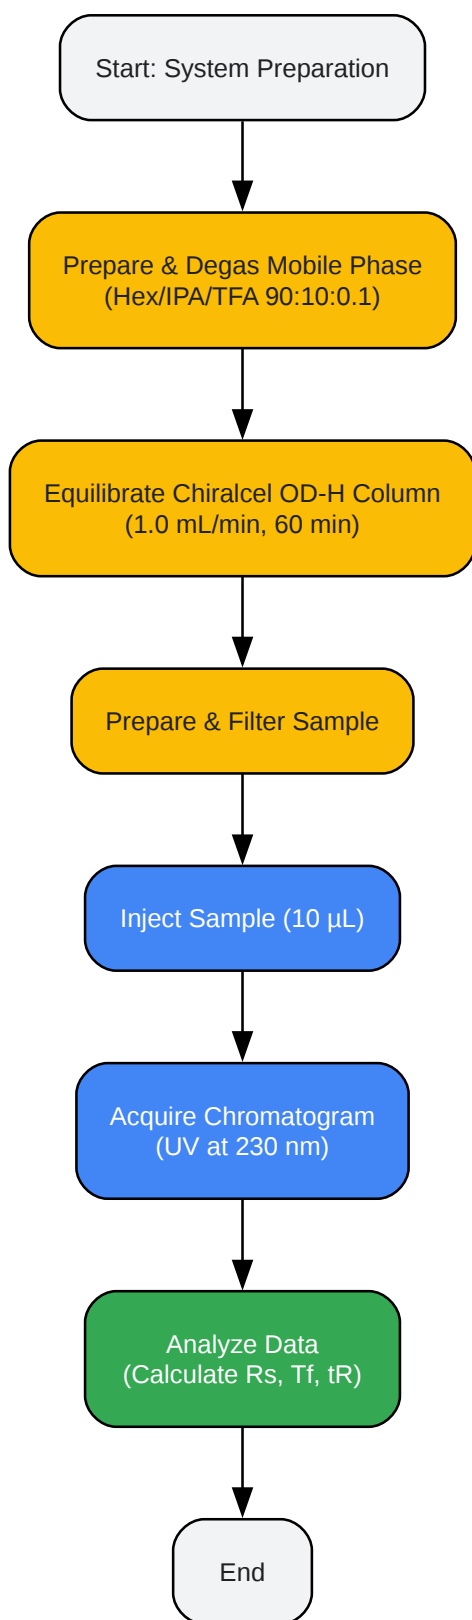 Start: System Preparation
Prepare & Degas Mobile Phase
(Hex/IPA/TFA 90:10:0.1)
Equilibrate Chiralcel OD-H Column
(1.0 mL/min, 60 min)
Prepare & Filter Sample
Inject Sample (10 µL)
Acquire Chromatogram
(UV at 230 nm)
Analyze Data
(Calculate Rs, Tf, tR)
End